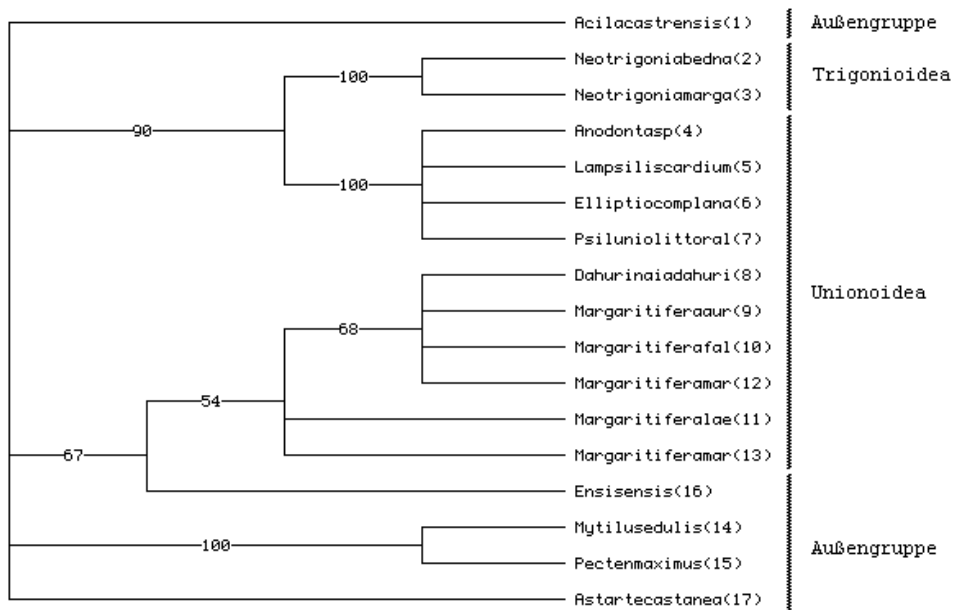 Acilacastrensis(1) Außengruppe
Neotrigoniabedna(2)
100 Trigonioidea
Neotrigoniamarga(3)
90 Anodontasp(4)
Lampsiliscardium(5)
100
Elliptiocomplana(6)
Psiluniolittoral(7)
Dahurinaiadahuri(8)
Unionoidea
Margaritiferaaur(9)
68
Margaritiferafal(10)
Margaritiferamar(12)
54
Margaritiferalae(11)
67 Margaritiferamar(13)
Ensisensis(16)
Mytilusedulis(14)
100 Außengruppe
Pectenmaximus(15)
Astartecastanea(17)